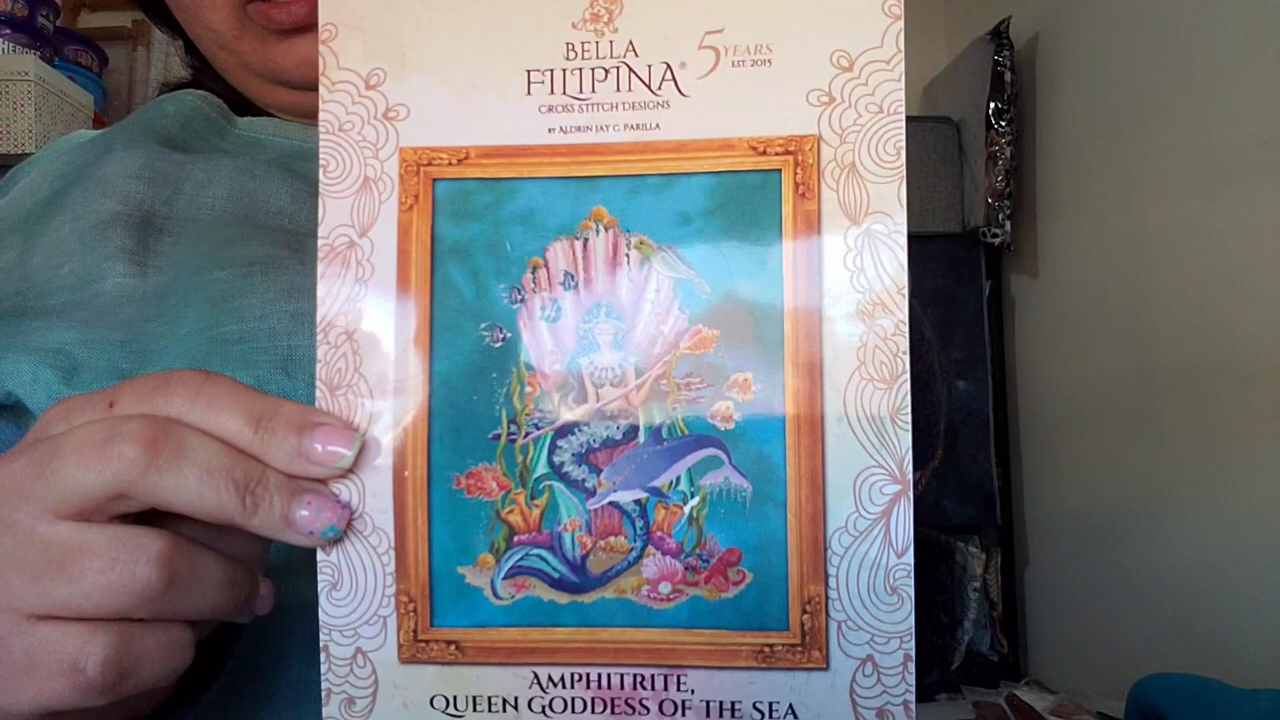 HEROES
BELLA
FILIPINA®
CROSS STITCH DESIGNS
BY ALDRIN JAY C. PARILLA
5 YEARS
EST. 2015
AMPHITRITE,
QUEEN GODDESS OF THE SEA